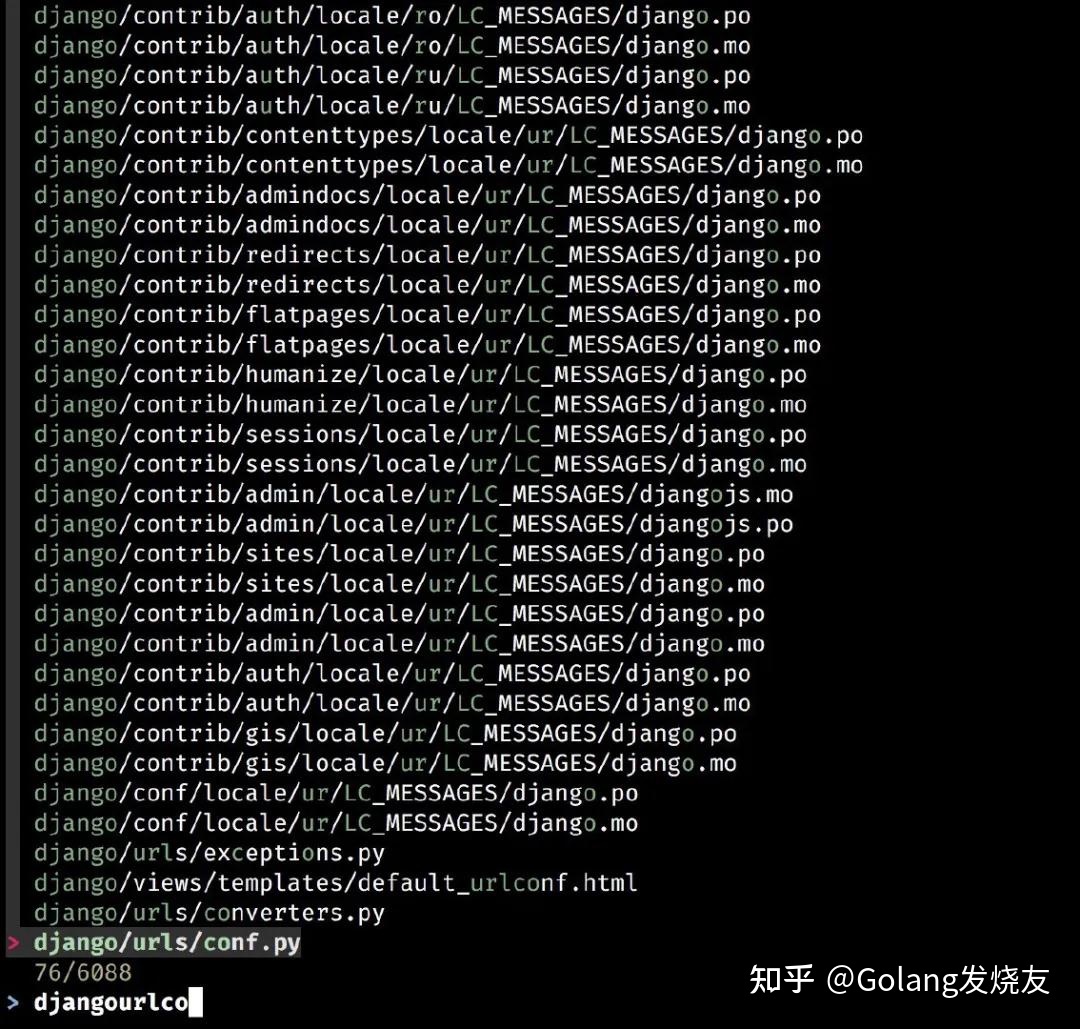 django/contrib/auth/locale/ro/LC_MESSAGES/django.po
django/contrib/auth/locale/ro/LC_MESSAGES/django.mo
django/contrib/auth/locale/ru/LC_MESSAGES/django.po
django/contrib/auth/locale/ru/LC_MESSAGES/django.mo
django/contrib/contenttypes/locale/ur/LC_MESSAGES/django.po
django/contrib/contenttypes/locale/ur/LC_MESSAGES/django.mo
django/contrib/admindocs/locale/ur/LC_MESSAGES/django.po
django/contrib/admindocs/locale/ur/LC_MESSAGES/django.mo
django/contrib/redirects/locale/ur/LC_MESSAGES/django.po
django/contrib/redirects/locale/ur/LC_MESSAGES/django.mo
django/contrib/flatpages/locale/ur/LC_MESSAGES/django.po
django/contrib/flatpages/locale/ur/LC_MESSAGES/django.mo
django/contrib/humanize/locale/ur/LC_MESSAGES/django.po
django/contrib/humanize/locale/ur/LC_MESSAGES/django.mo
django/contrib/sessions/locale/ur/LC_MESSAGES/django.po
django/contrib/sessions/locale/ur/LC_MESSAGES/django.mo
django/contrib/admin/locale/ur/LC_MESSAGES/djangojs.mo
django/contrib/admin/locale/ur/LC_MESSAGES/djangojs.po
django/contrib/sites/locale/ur/LC_MESSAGES/django.po
django/contrib/sites/locale/ur/LC_MESSAGES/django.mo
django/contrib/admin/locale/ur/LC_MESSAGES/django.po
django/contrib/admin/locale/ur/LC_MESSAGES/django.mo
django/contrib/auth/locale/ur/LC_MESSAGES/django.po
django/contrib/auth/locale/ur/LC_MESSAGES/django.mo
django/contrib/gis/locale/ur/LC_MESSAGES/django.po
django/contrib/gis/locale/ur/LC_MESSAGES/django.mo
django/conf/locale/ur/LC_MESSAGES/django.po
django/conf/locale/ur/LC_MESSAGES/django.mo
django/urls/exceptions.py
django/views/templates/default_urlconf.html
django/urls/converters.py
> django/urls/conf.py
76/6088
> djangourlco
知乎 @Golang发烧友